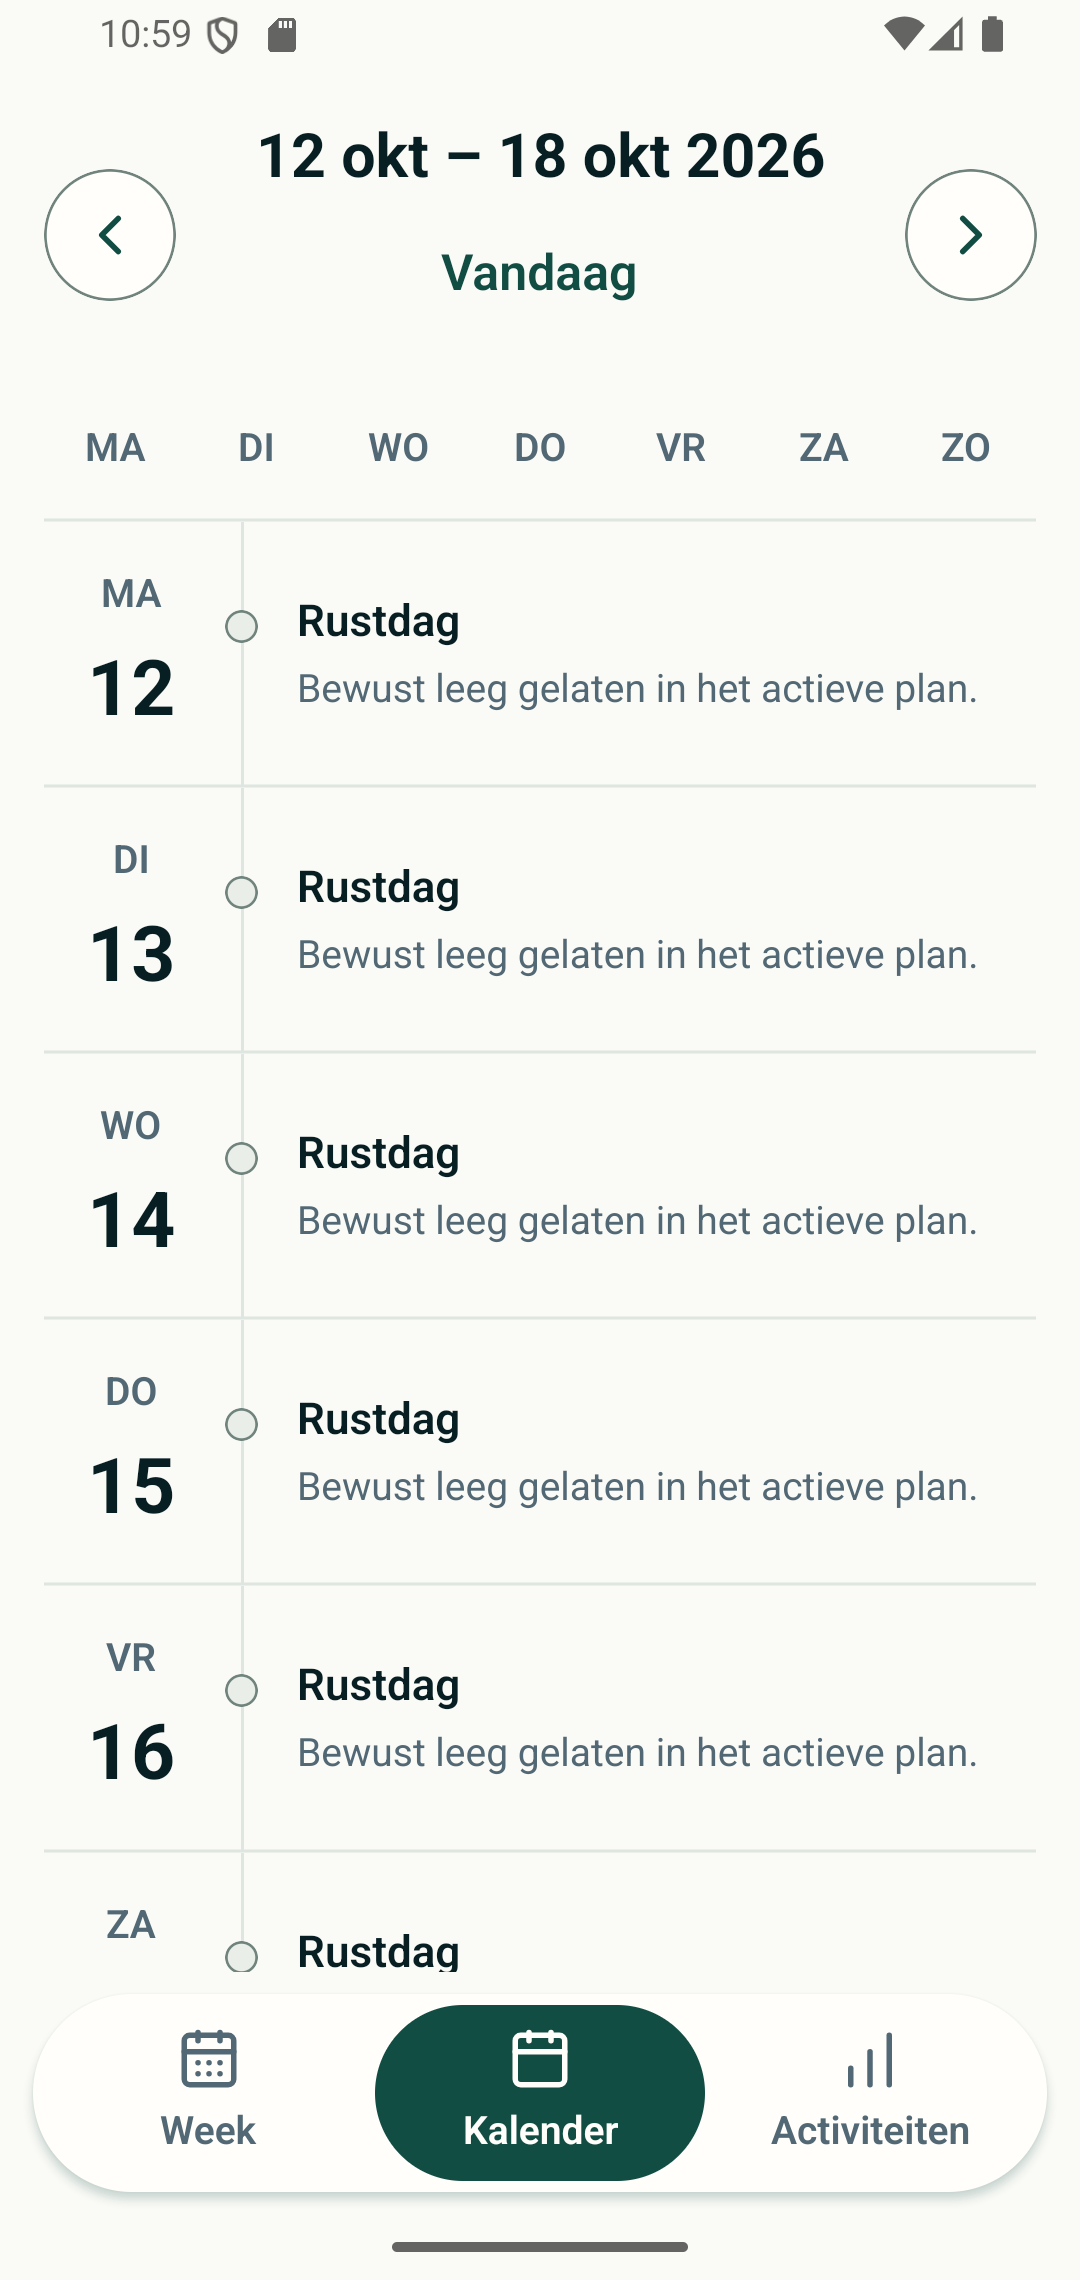 10:59
12 okt – 18 okt 2026
Vandaag
MA DI WO DO VR ZA ZO
MA
12
Rustdag
Bewust leeg gelaten in het actieve plan.
DI
13
Rustdag
Bewust leeg gelaten in het actieve plan.
WO
14
Rustdag
Bewust leeg gelaten in het actieve plan.
DO
15
Rustdag
Bewust leeg gelaten in het actieve plan.
VR
16
Rustdag
Bewust leeg gelaten in het actieve plan.
ZA
Rustdag
Week Kalender Activiteiten